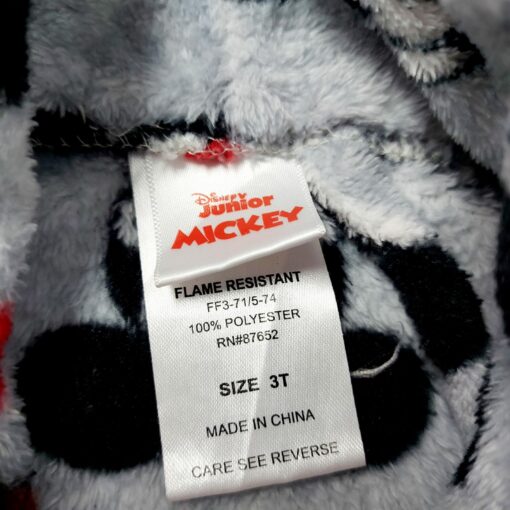 Disney
Junior
MICKEY
FLAME RESISTANT
FF3-71/5-74
100% POLYESTER
RN#87652
SIZE 3T
MADE IN CHINA
CARE SEE REVERSE